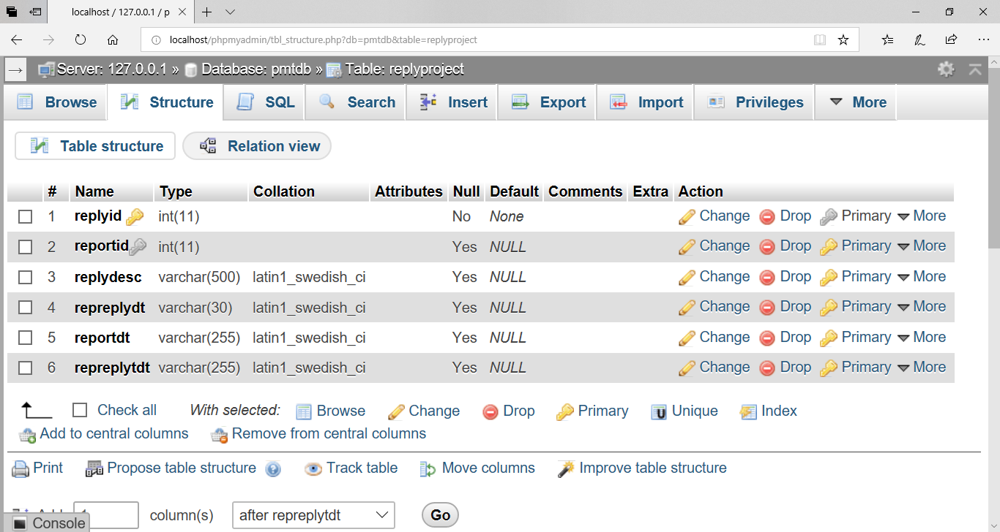 localhost / 127.0.0.1 / p
localhost/phpmyadmin/tbl_structure.php?db=pmtdb&table=replyproject
Server: 127.0.0.1 » Database: pmtdb » Table: replyproject
Browse Structure SQL Search Insert Export Import Privileges More
Table structure Relation view
# Name Type Collation Attributes Null Default Comments Extra Action
1 replyid int(11) No None Change Drop Primary More
2 reportid int(11) Yes NULL Change Drop Primary More
3 replydesc varchar(500) latin1_swedish_ci Yes NULL Change Drop Primary More
4 repreplydt varchar(30) latin1_swedish_ci Yes NULL Change Drop Primary More
5 reportdt varchar(255) latin1_swedish_ci Yes NULL Change Drop Primary More
6 repreplytdt varchar(255) latin1_swedish_ci Yes NULL Change Drop Primary More
Check all With selected: Browse Change Drop Primary Unique Index
Add to central columns Remove from central columns
Print Propose table structure Track table Move columns Improve table structure
column(s) after repreplytdt Go
Console